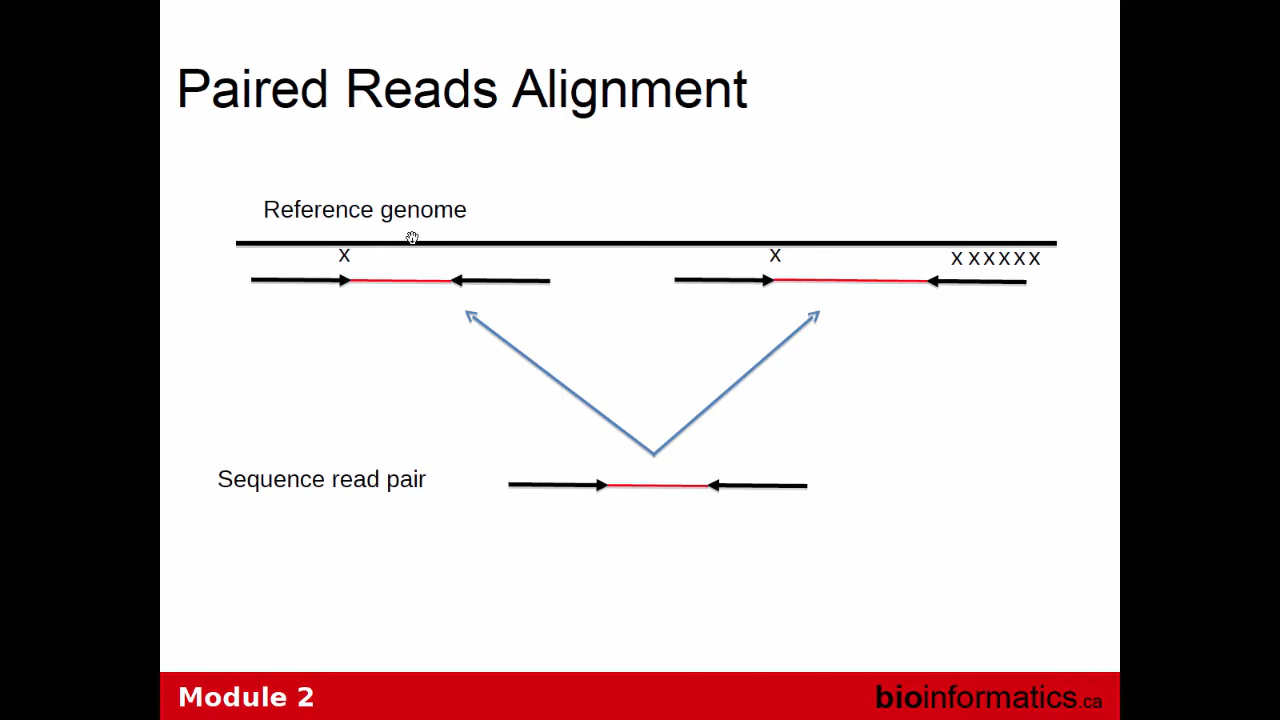 Paired Reads Alignment
Reference genome
x x x x x x x x
Sequence read pair
Module 2
bioinformatics.ca